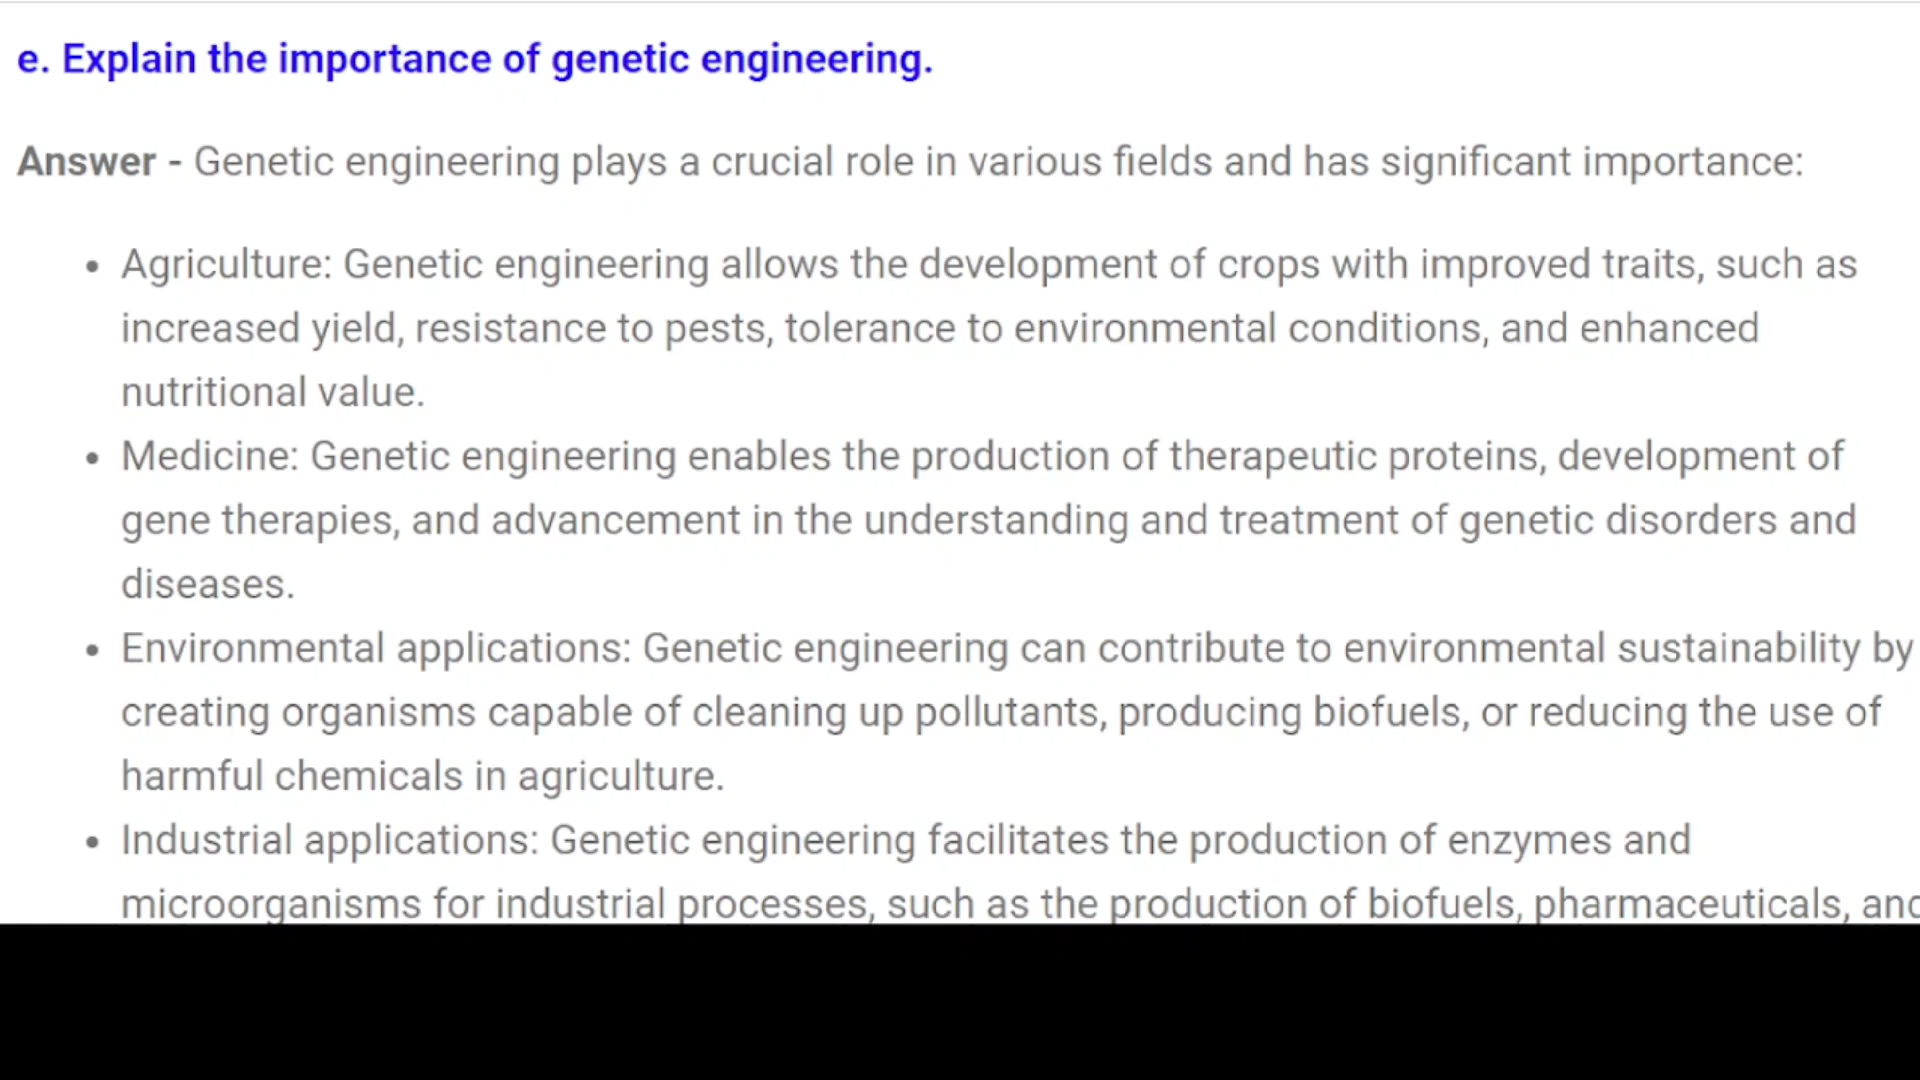 e. Explain the importance of genetic engineering.
Answer - Genetic engineering plays a crucial role in various fields and has significant importance:
• Agriculture: Genetic engineering allows the development of crops with improved traits, such as
increased yield, resistance to pests, tolerance to environmental conditions, and enhanced
nutritional value.
• Medicine: Genetic engineering enables the production of therapeutic proteins, development of
gene therapies, and advancement in the understanding and treatment of genetic disorders and
diseases.
• Environmental applications: Genetic engineering can contribute to environmental sustainability by
creating organisms capable of cleaning up pollutants, producing biofuels, or reducing the use of
harmful chemicals in agriculture.
• Industrial applications: Genetic engineering facilitates the production of enzymes and
microorganisms for industrial processes, such as the production of biofuels, pharmaceuticals, and